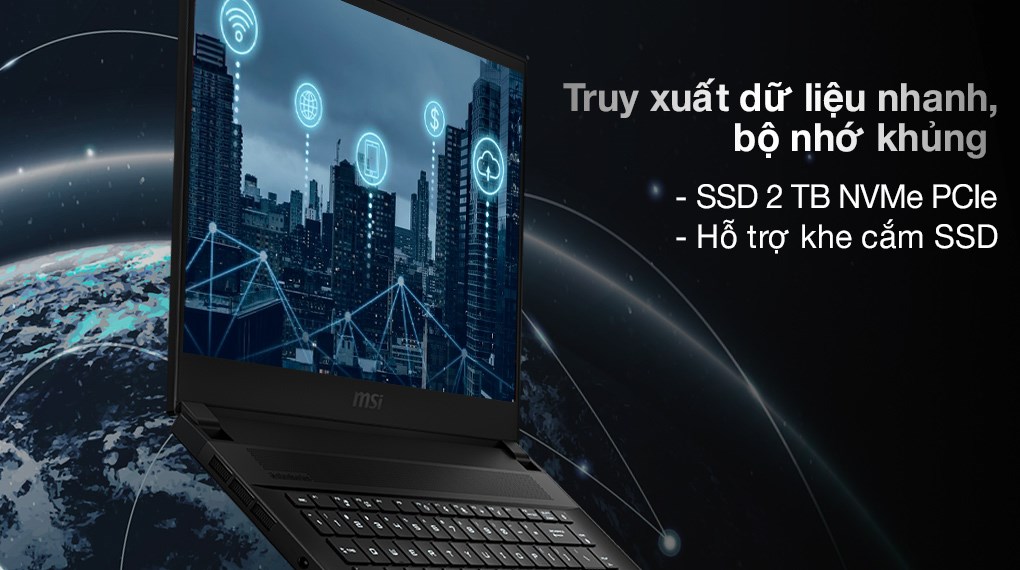 Truy xuất dữ liệu nhanh,
bộ nhớ khủng
- SSD 2 TB NVMe PCIe
- Hỗ trợ khe cắm SSD
msi